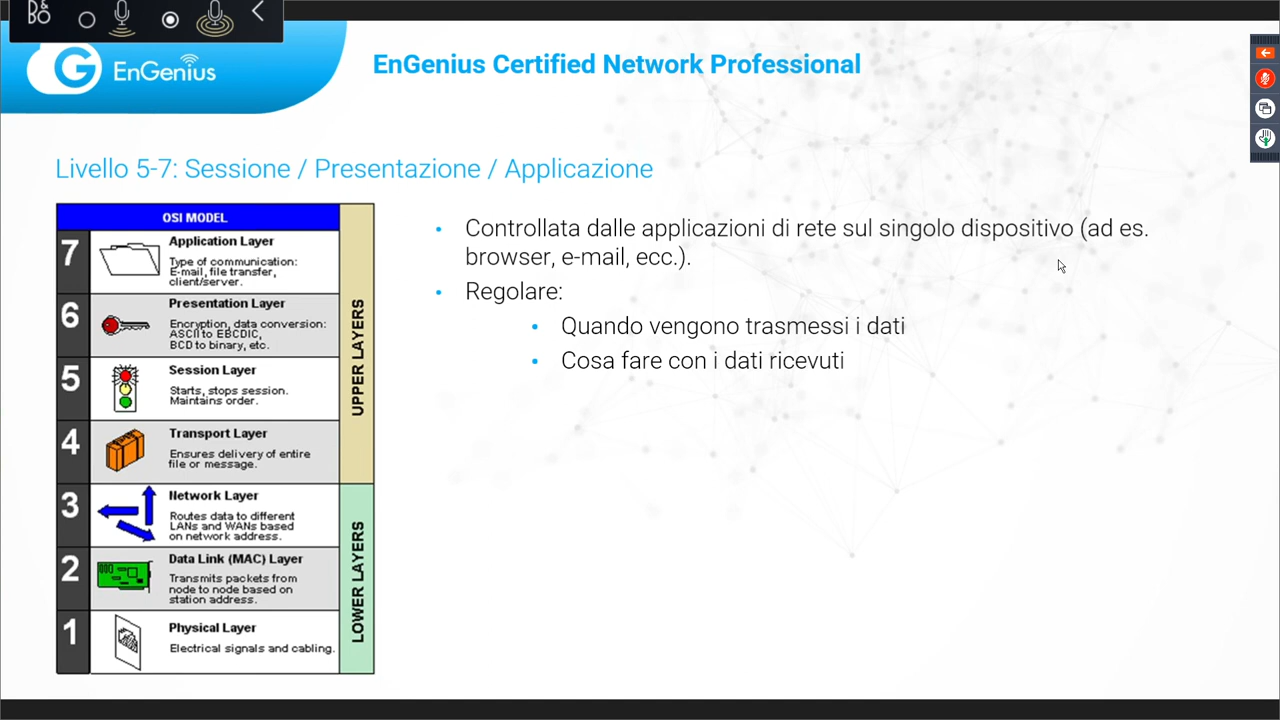 EnGenius
EnGenius Certified Network Professional
Livello 5-7: Sessione / Presentazione / Applicazione
OSI MODEL
7
Application Layer
Type of communication:
E-mail, file transfer,
client/server.
6
Presentation Layer
Encryption, data conversion:
ASCII to EBCDIC,
BCD to binary, etc.
5
Session Layer
Starts, stops session.
Maintains order.
4
Transport Layer
Ensures delivery of entire
file or message.
UPPER LAYERS
3
Network Layer
Routes data to different
LANs and WANs based
on network address.
2
Data Link (MAC) Layer
Transmits packets from
node to node based on
station address.
1
Physical Layer
Electrical signals and cabling.
LOWER LAYERS
• Controllata dalle applicazioni di rete sul singolo dispositivo (ad es.
browser, e-mail, ecc.).
• Regolare:
• Quando vengono trasmessi i dati
• Cosa fare con i dati ricevuti